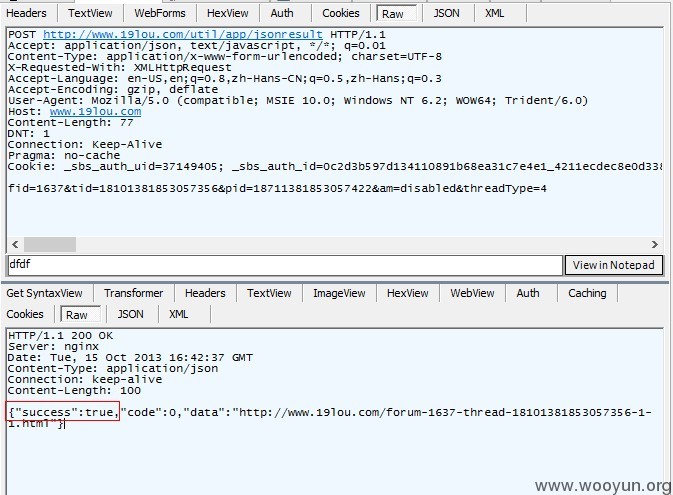 Headers TextView WebForms HexView Auth Cookies Raw JSON XML
POST http://www.19lou.com/util/app/jsonresult HTTP/1.1
Accept: application/json, text/javascript, */*; q=0.01
Content-Type: application/x-www-form-urlencoded; charset=UTF-8
X-Requested-With: XMLHttpRequest
Accept-Language: en-US,en;q=0.8,zh-Hans-CN;q=0.5,zh-Hans;q=0.3
Accept-Encoding: gzip, deflate
User-Agent: Mozilla/5.0 (compatible; MSIE 10.0; Windows NT 6.2; WOW64; Trident/6.0)
Host: www.19lou.com
Content-Length: 77
DNT: 1
Connection: Keep-Alive
Pragma: no-cache
Cookie: _sbs_auth_uid=37149405; _sbs_auth_id=0c2d3b597d134110891b68ea31c7e4e1_4211ecdec8e0d338
fid=1637&tid=18101381853057356&pid=18711381853057422&am=disabled&threadType=4
dfdf View in Notepad
Get SyntaxView Transformer Headers TextView ImageView HexView WebView Auth Caching
Cookies Raw JSON XML
HTTP/1.1 200 OK
Server: nginx
Date: Tue, 15 Oct 2013 16:42:37 GMT
Content-Type: application/json
Connection: keep-alive
Content-Length: 100
{"success":true,"code":0,"data":"http://www.19lou.com/forum-1637-thread-18101381853057356-1-
1.html"}
www.wooyun.org